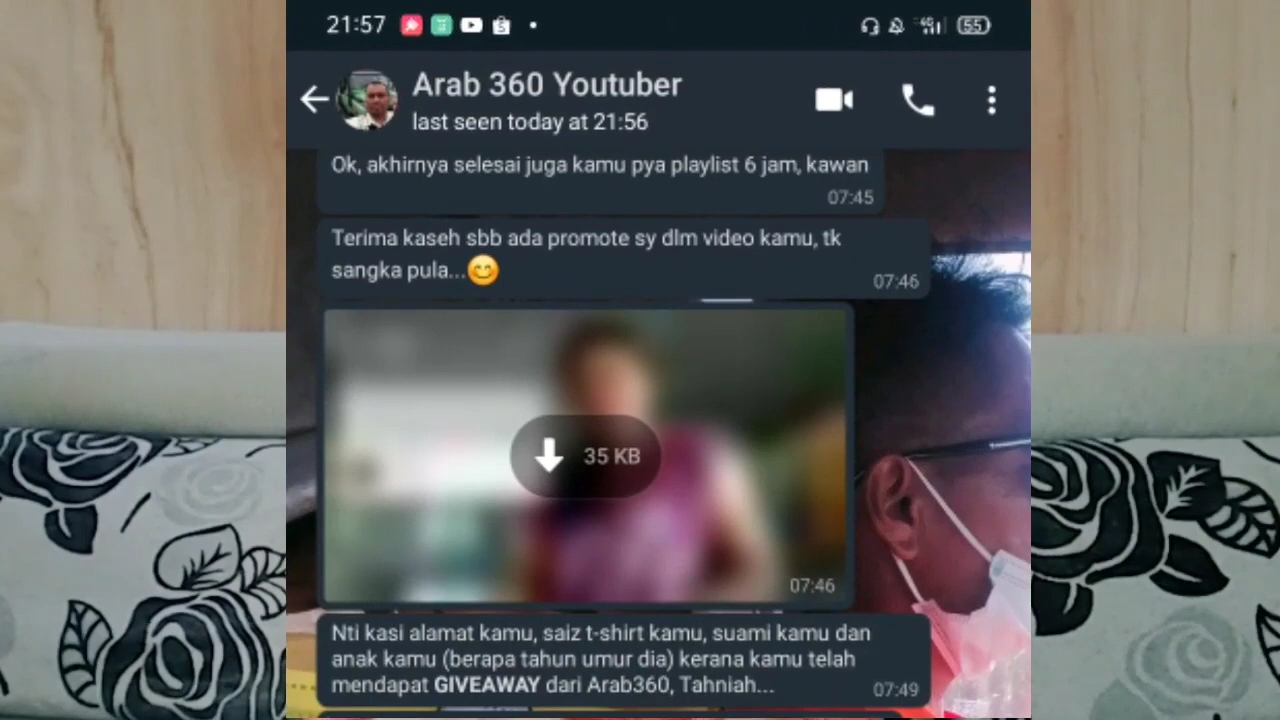 21:57
4G
55
Arab 360 Youtuber
last seen today at 21:56
Ok, akhirnya selesai juga kamu pya playlist 6 jam, kawan
07:45
Terima kaseh sbb ada promote sy dlm video kamu, tk
sangka pula...😊
07:46
35 KB
07:46
Nti kasi alamat kamu, saiz t-shirt kamu, suami kamu dan
anak kamu (berapa tahun umur dia) kerana kamu telah
mendapat GIVEAWAY dari Arab360, Tahniah...
07:49